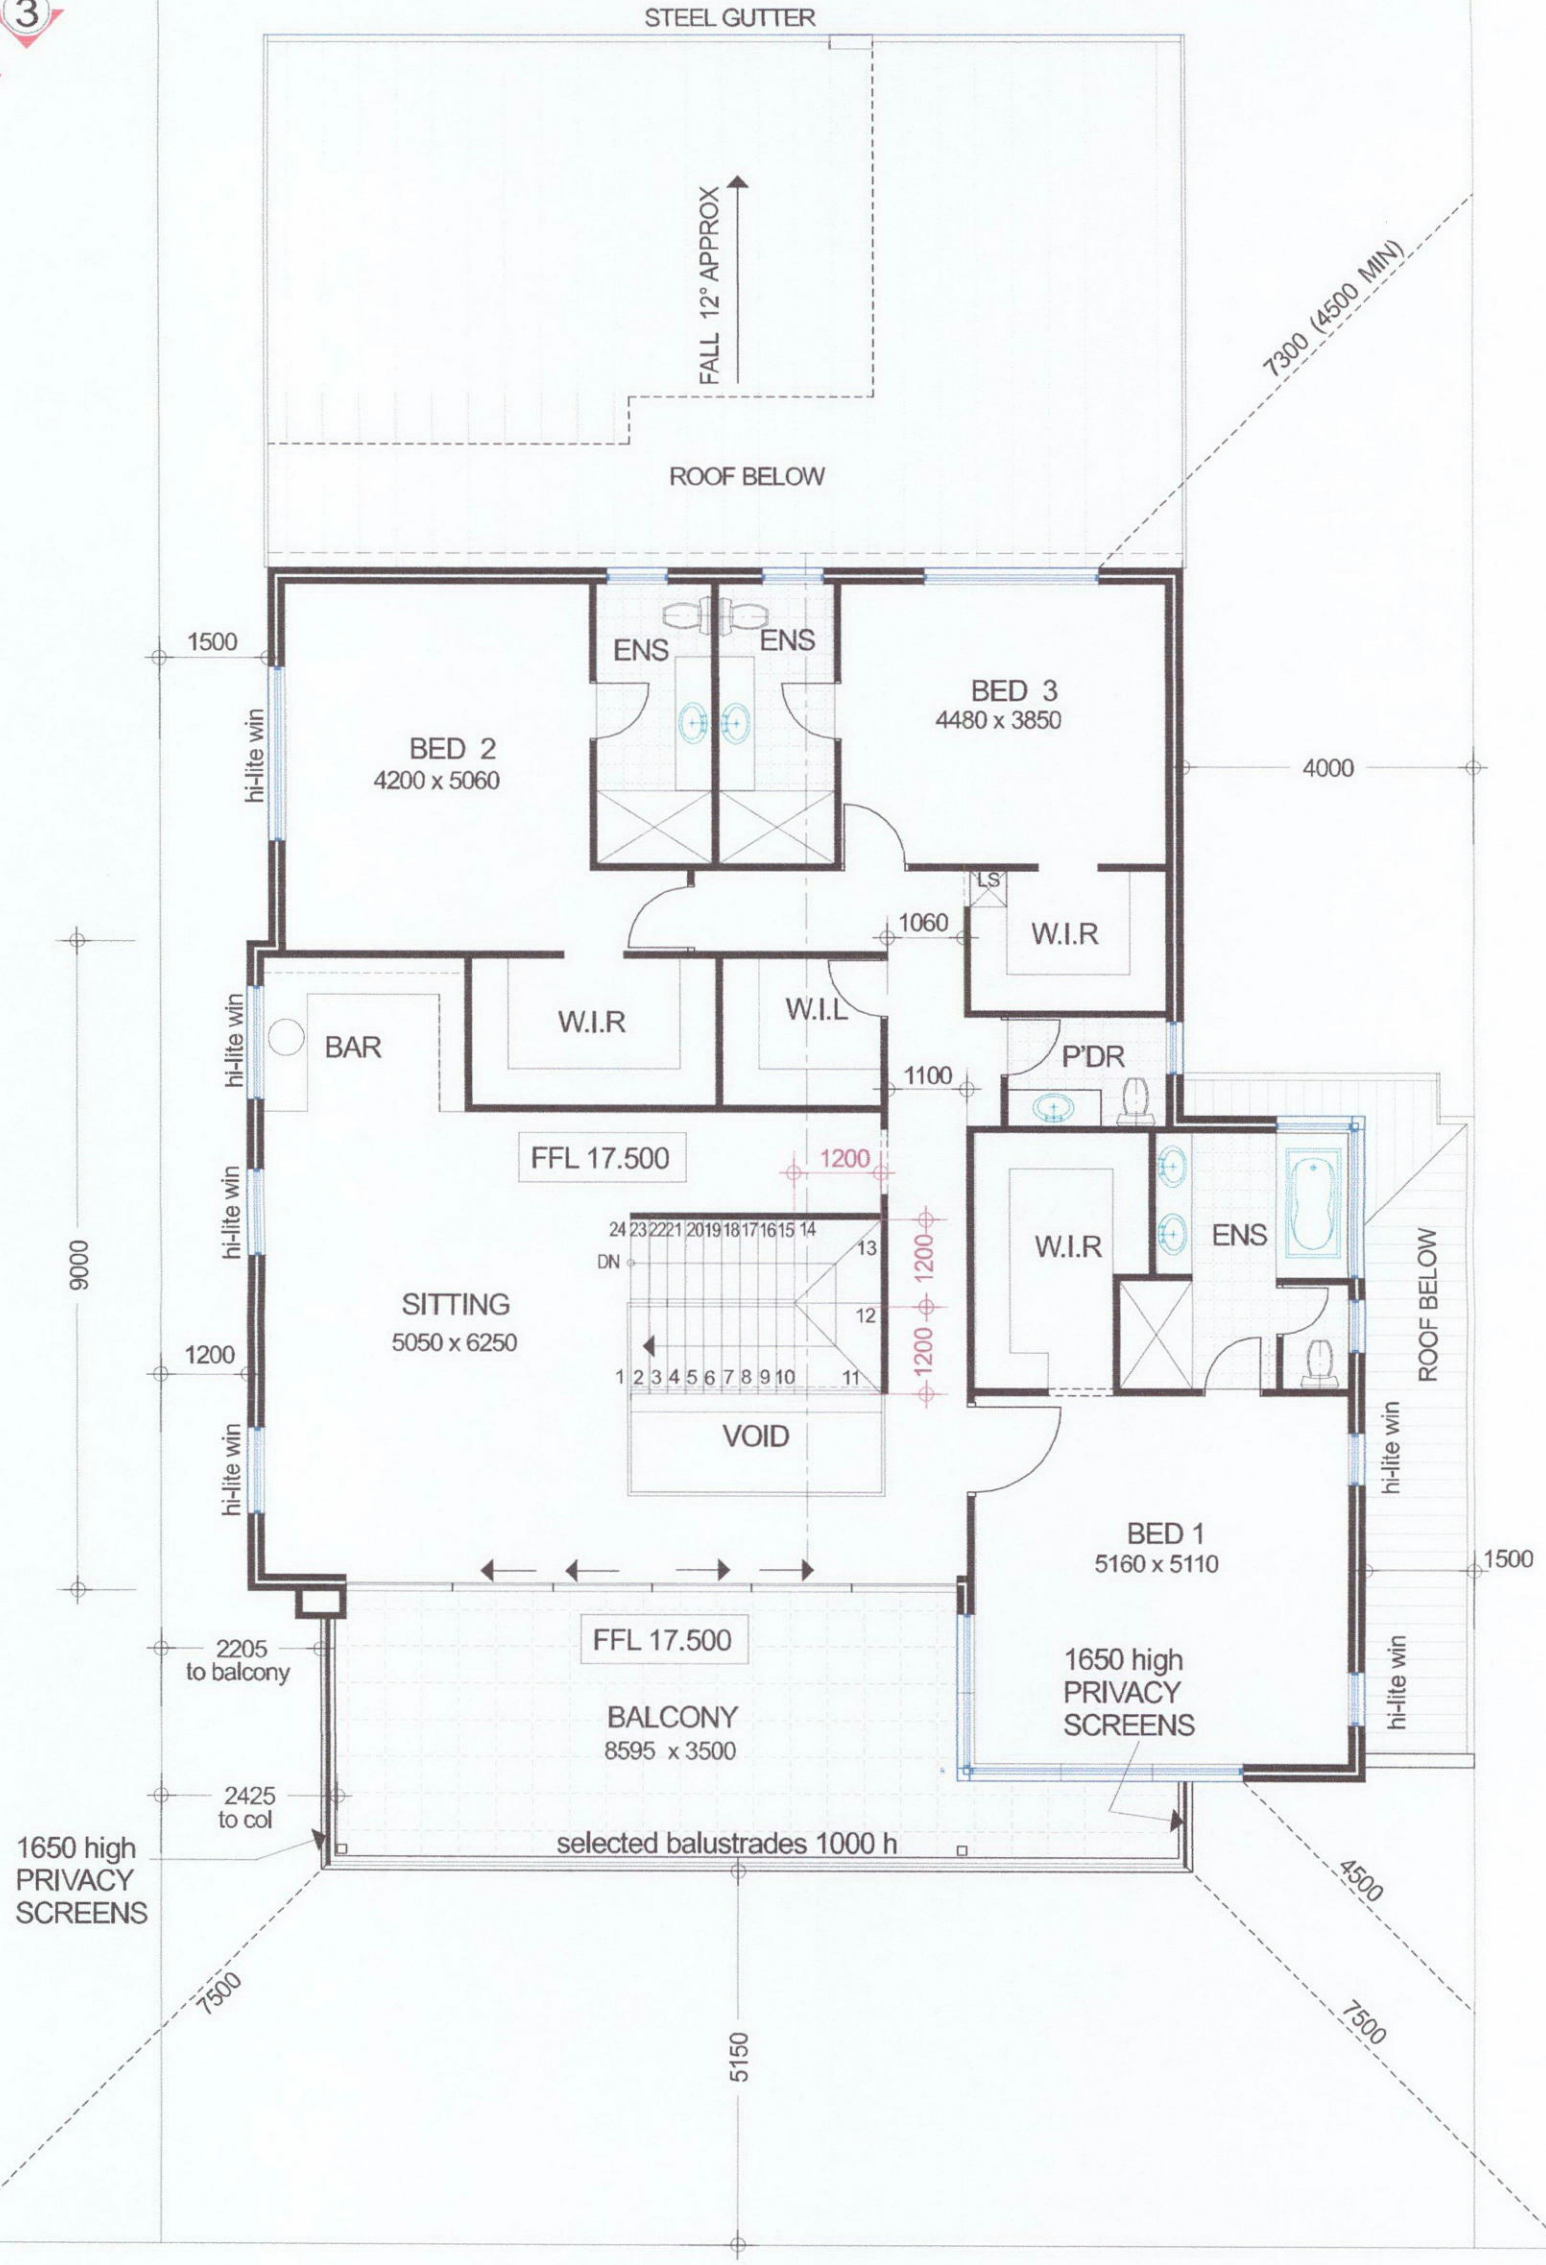 3
STEEL GUTTER
FALL 12° APPROX
7300 (4500 MIN)
ROOF BELOW
1500
ENS
ENS
BED 3
4480 x 3850
hi-lite win
BED 2
4200 x 5060
4000
LS
1060
W.I.R
hi-lite win
BAR
W.I.R
W.I.L
P'DR
1100
FFL 17.500
1200
hi-lite win
24 23 22 21 20 19 18 17 16 15 14
13
DN
1200
W.I.R
ENS
ROOF BELOW
9000
SITTING
5050 x 6250
12
1200
1200
1 2 3 4 5 6 7 8 9 10 11
hi-lite win
VOID
hi-lite win
BED 1
5160 x 5110
1500
FFL 17.500
2205
to balcony
1650 high
PRIVACY
SCREENS
hi-lite win
BALCONY
8595 x 3500
2425
to col
1650 high
PRIVACY
SCREENS
selected balustrades 1000 h
4500
7500
7500
5150